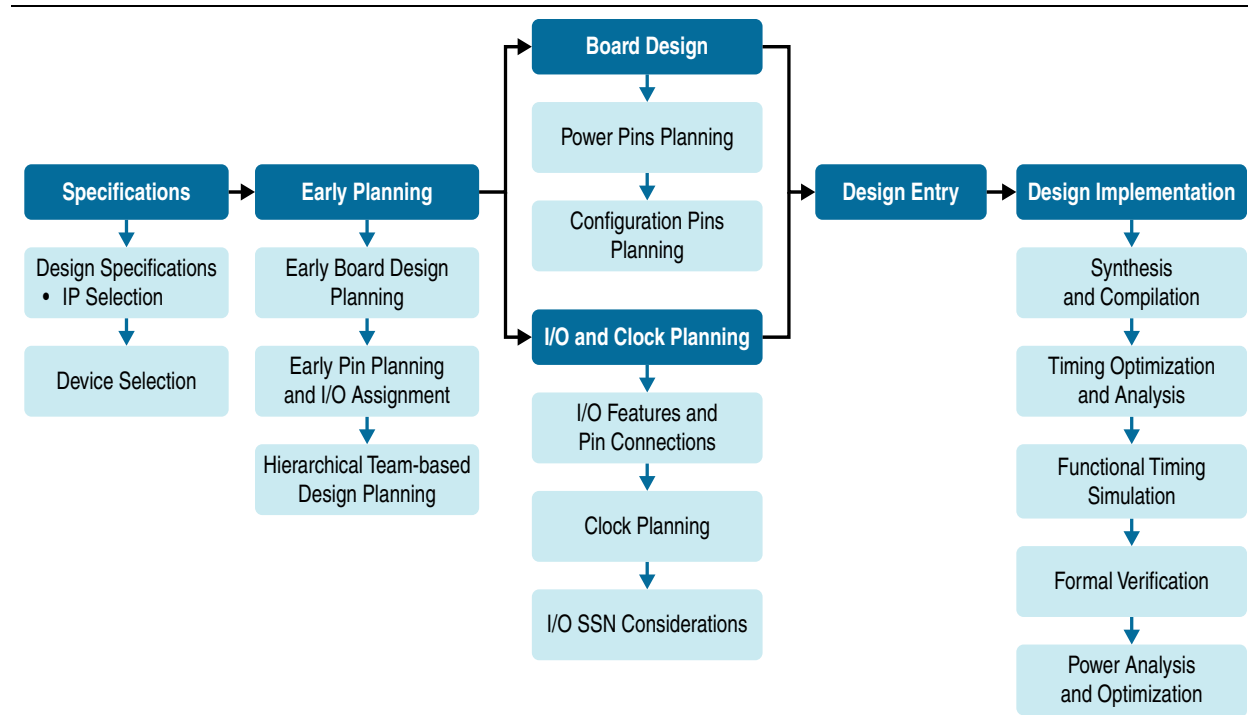 Board Design
Power Pins Planning
Specifications
Early Planning
Design Entry
Design Implementation
Configuration Pins
Planning
Design Specifications
• IP Selection
Early Board Design
Planning
Synthesis
and Compilation
I/O and Clock Planning
Device Selection
Early Pin Planning
and I/O Assignment
Timing Optimization
and Analysis
I/O Features and
Pin Connections
Hierarchical Team-based
Design Planning
Functional Timing
Simulation
Clock Planning
Formal Verification
I/O SSN Considerations
Power Analysis
and Optimization